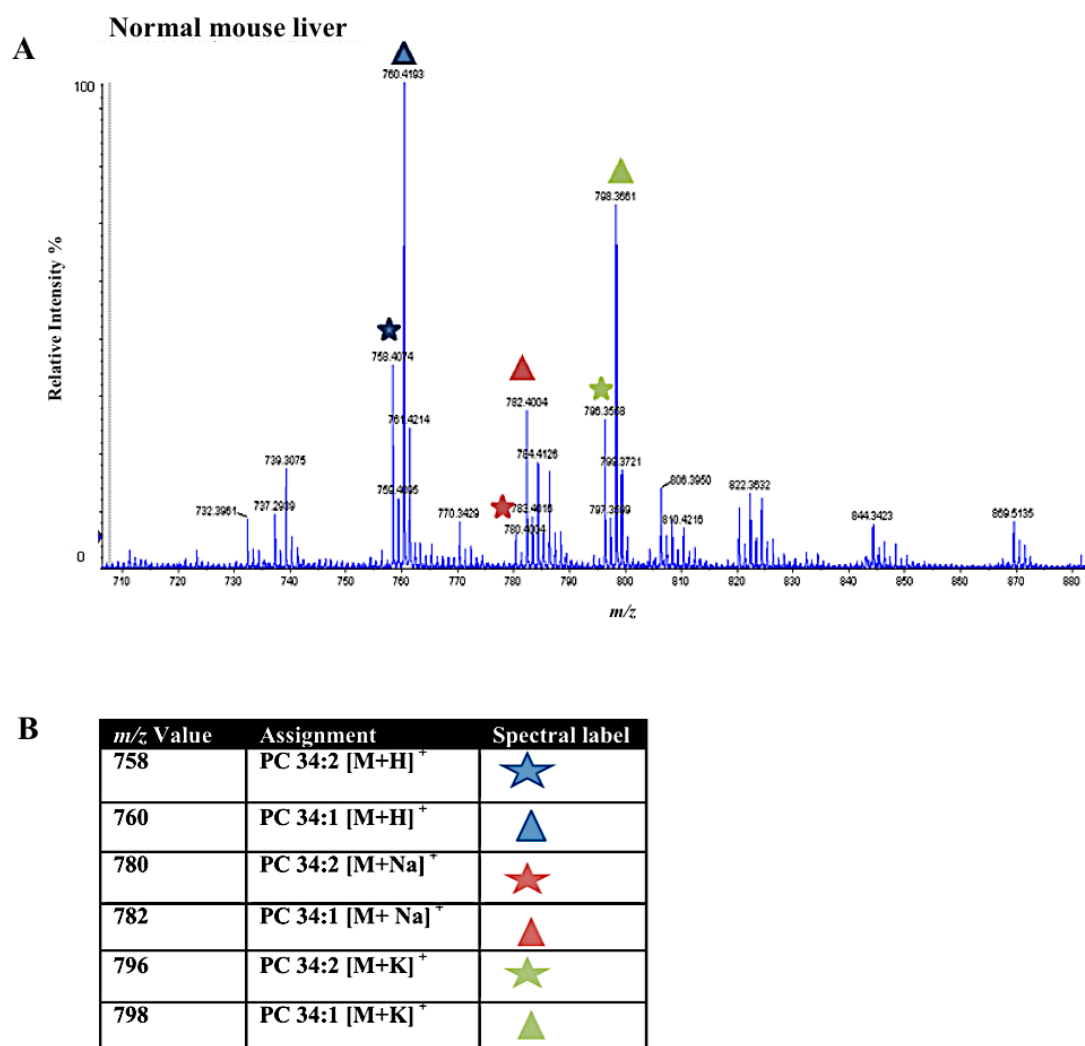 Normal mouse liver
A
760.4193
100
798.3661
758.4074
782.4004
796.3568
761.4214
784.4126
799.3721
739.3075
759.4095
806.3950
822.3632
783.4016
732.3961
737.2989
770.3429
797.3599
780.4004
810.4216
844.3423
869.5135
0
710 720 730 740 750 760 770 780 790 800 810 820 830 840 850 860 870 880
Relative Intensity %
m/z
B
m/z Value Assignment Spectral label
758 PC 34:2 [M+H]+
760 PC 34:1 [M+H]+
780 PC 34:2 [M+Na]+
782 PC 34:1 [M+ Na]+
796 PC 34:2 [M+K]+
798 PC 34:1 [M+K]+